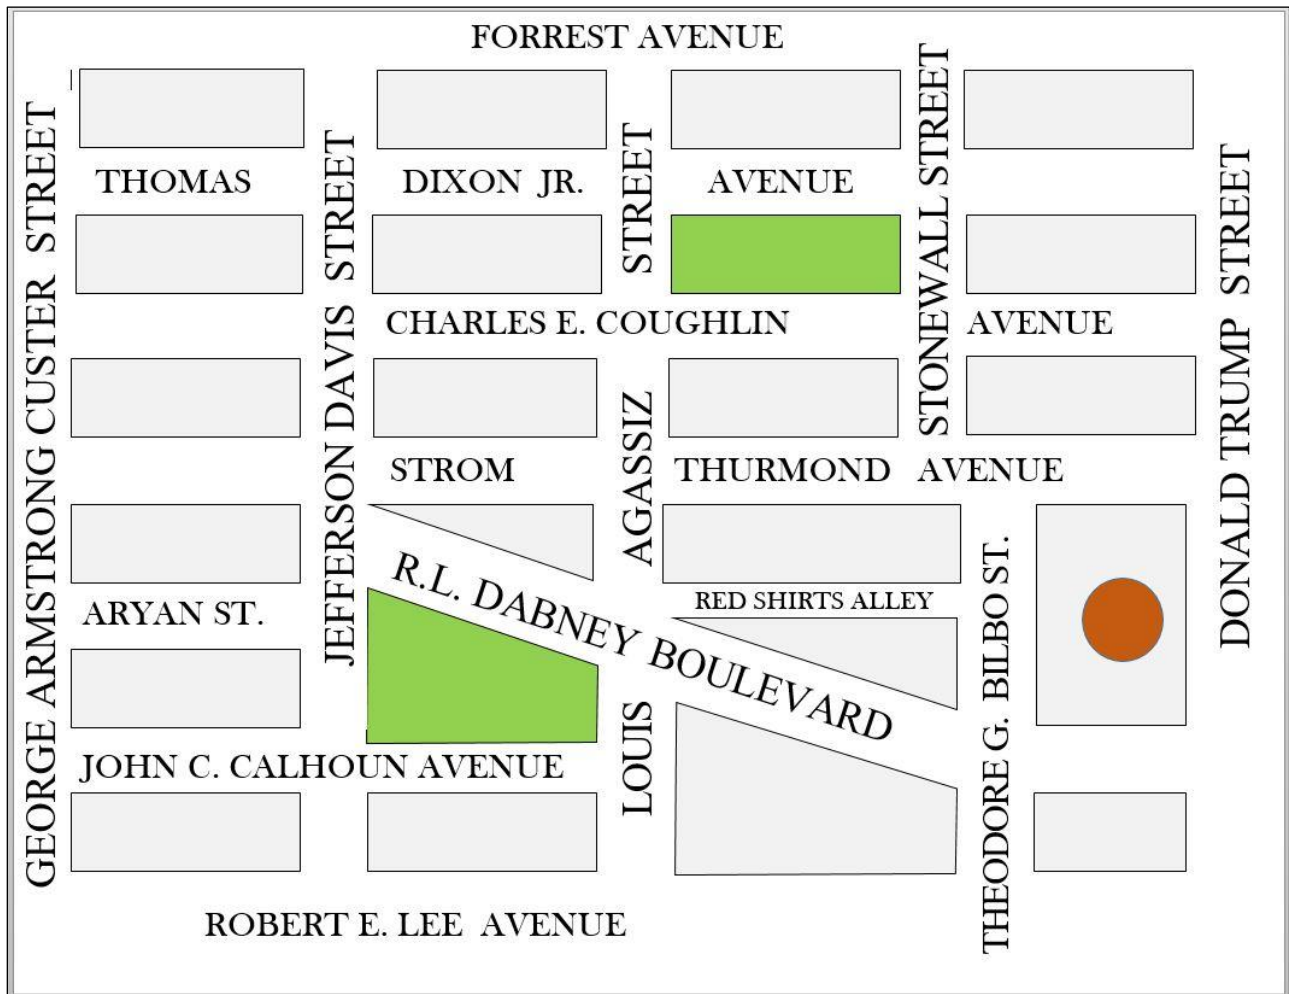 FORREST AVENUE
THOMAS DIXON JR. AVENUE
CHARLES E. COUGHLIN AVENUE
STROM THURMOND AVENUE
R.L. DABNEY BOULEVARD
RED SHIRTS ALLEY
ARYAN ST.
JOHN C. CALHOUN AVENUE
ROBERT E. LEE AVENUE
GEORGE ARMSTRONG CUSTER STREET
JEFFERSON DAVIS STREET
LOUIS AGASSIZ STREET
STONEWALL STREET
THEODORE G. BILBO ST.
DONALD TRUMP STREET